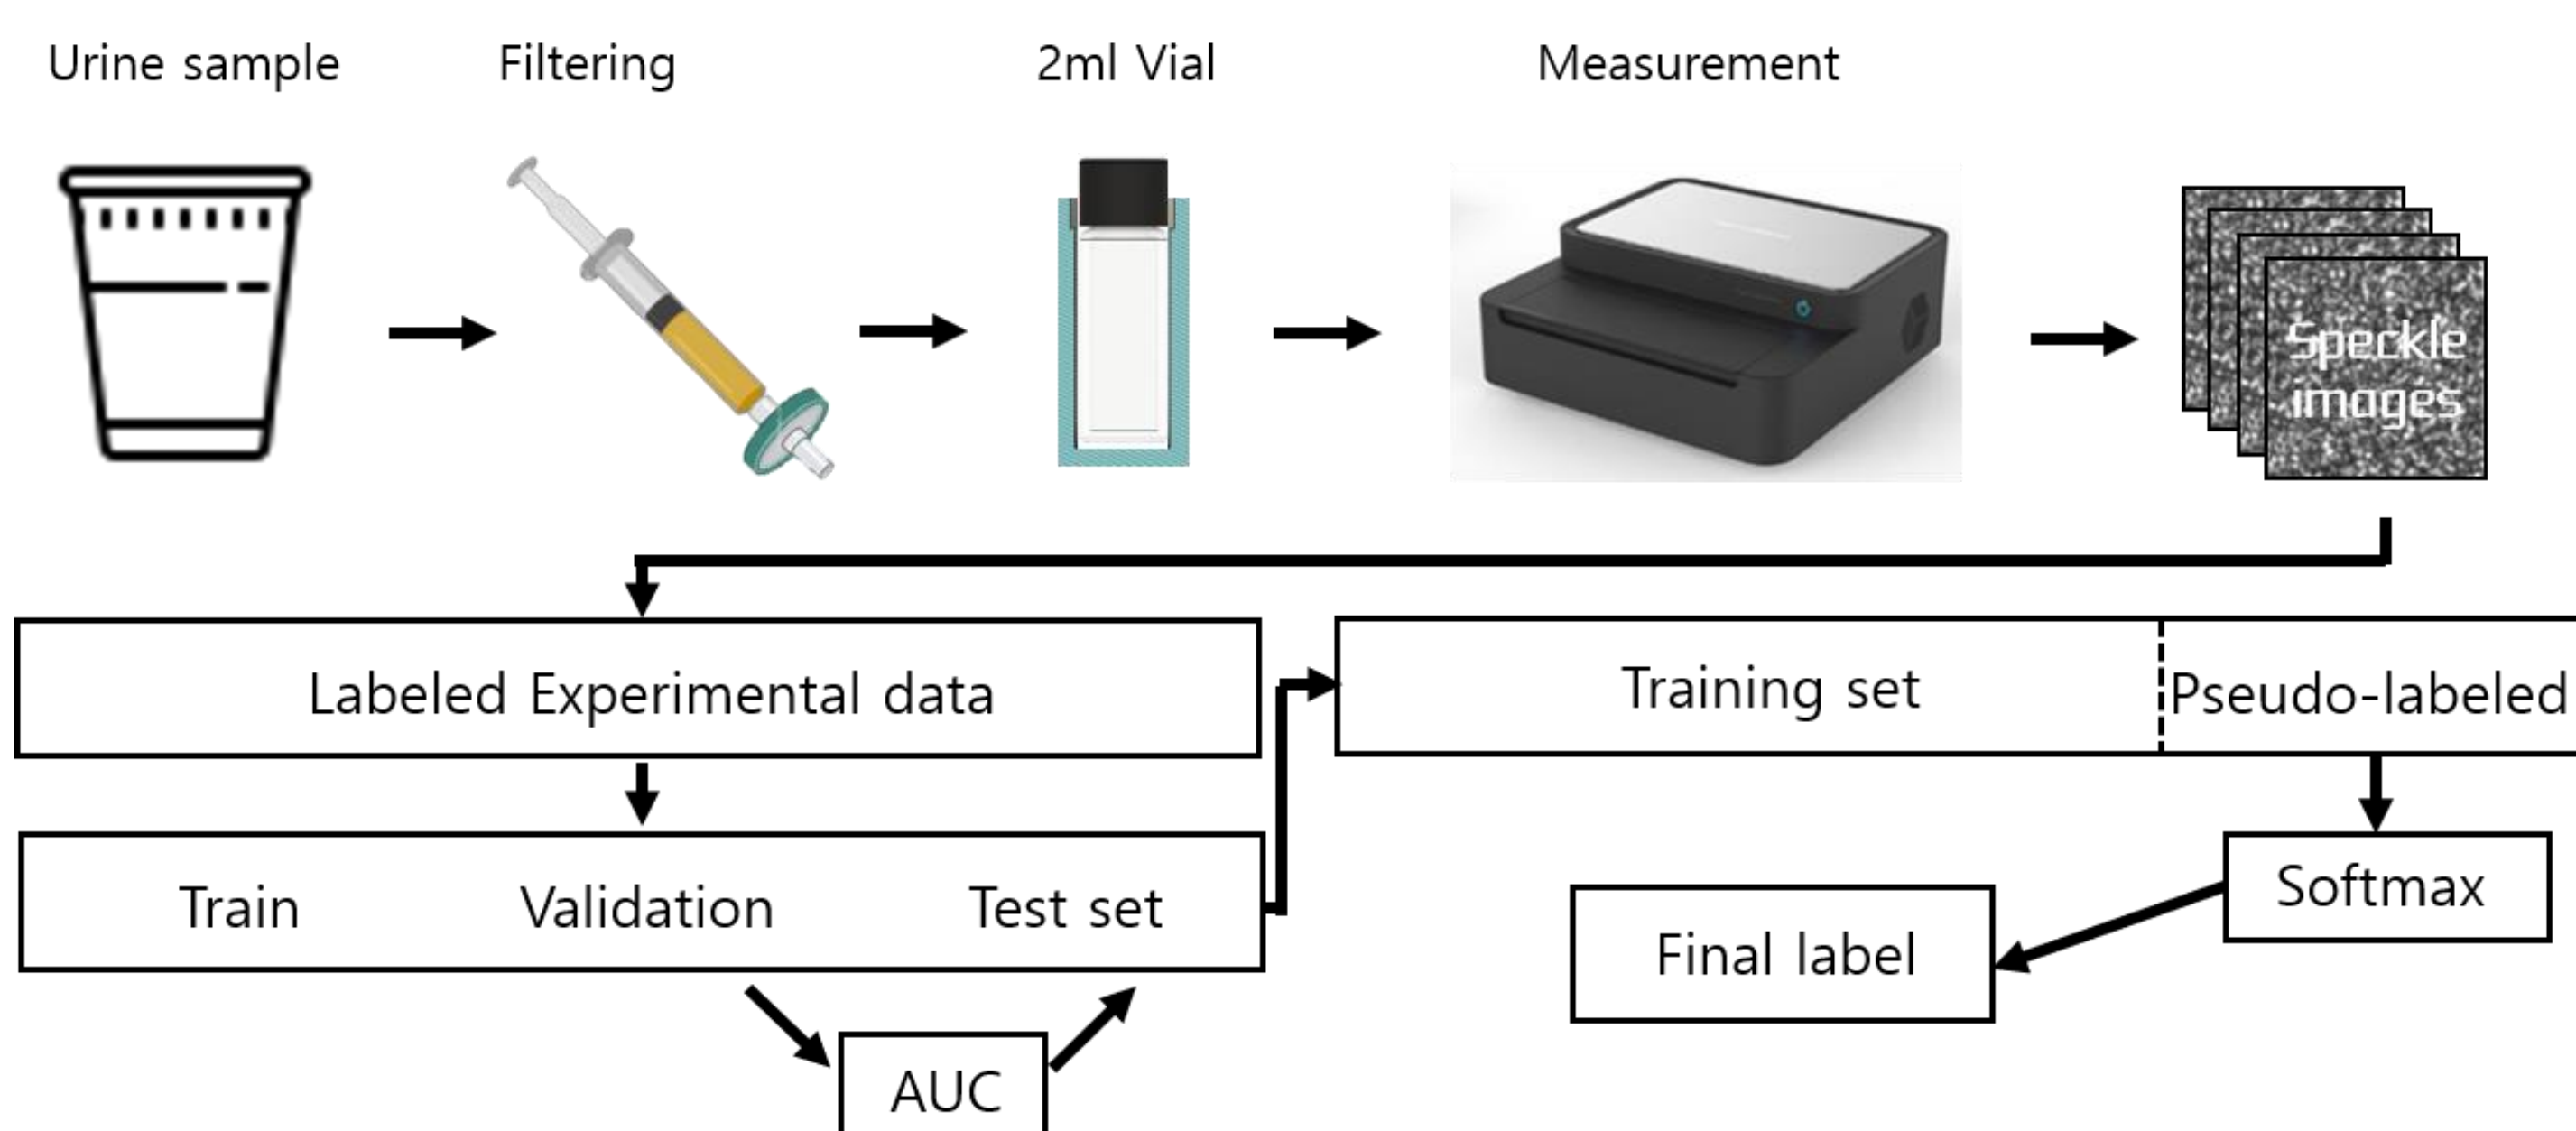 Urine sample
Filtering
2ml Vial
Measurement
Speckle
images
Labeled Experimental data
Training set
Pseudo-labeled
Train
Validation
Test set
Softmax
Final label
AUC